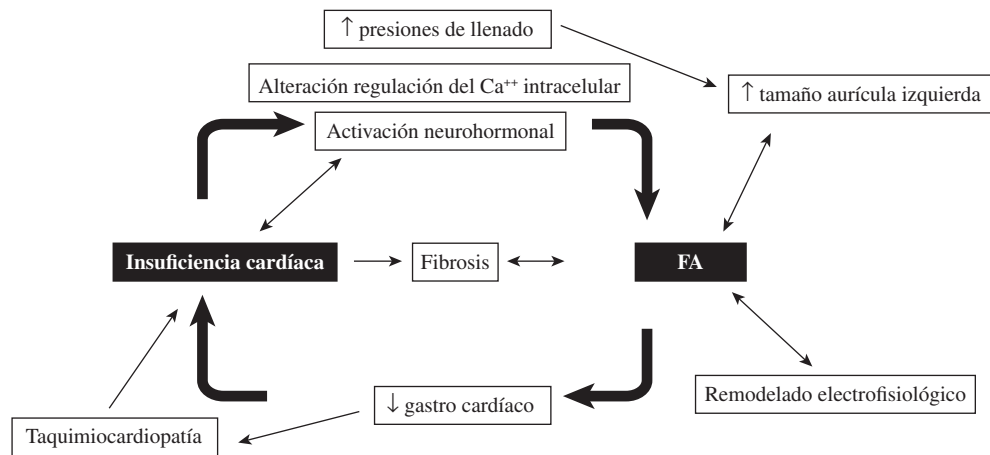 ↑ presiones de llenado
Alteración regulación del Ca⁺⁺ intracelular
↑ tamaño aurícula izquierda
Activación neurohormonal
Insuficiencia cardíaca
Fibrosis
FA
↓ gastro cardíaco
Remodelado electrofisiológico
Taquimiocardiopatía